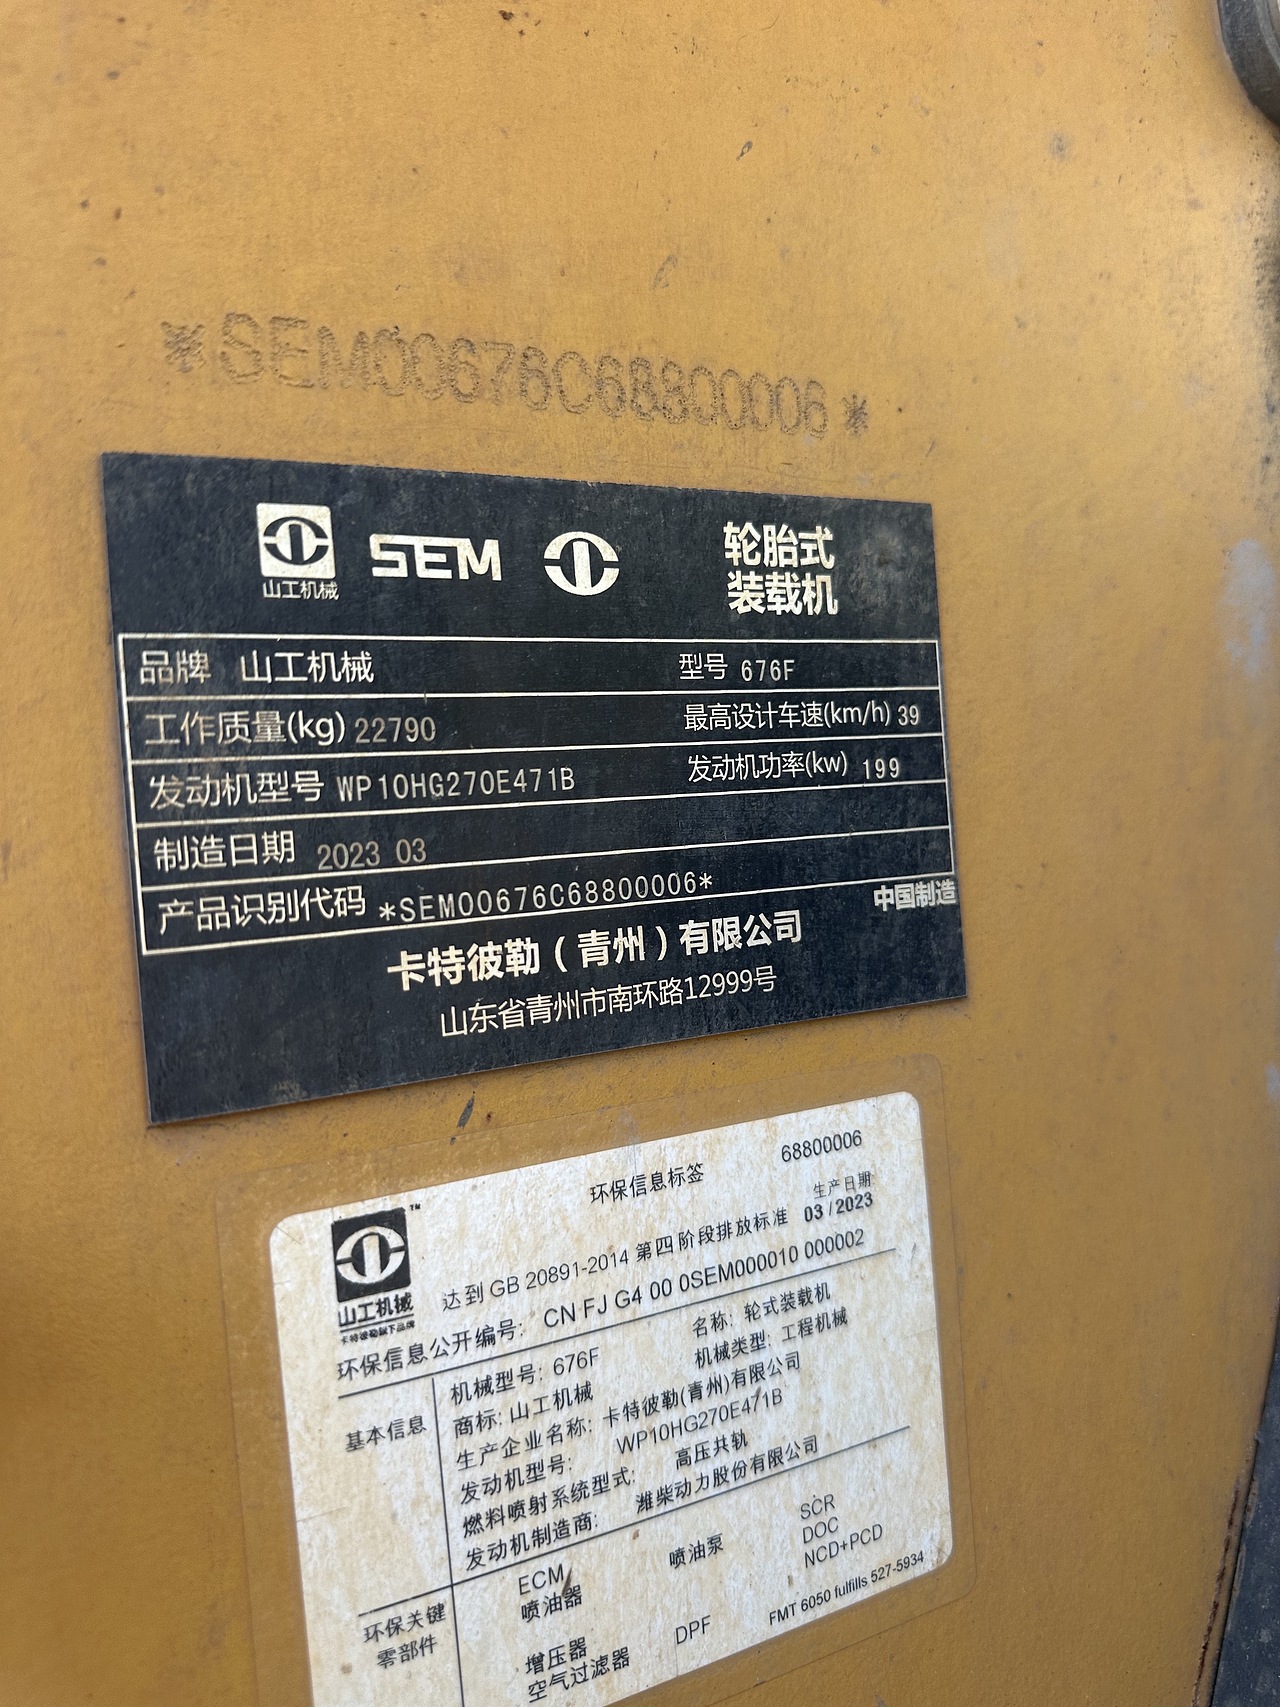 *SEM00676C68800006*
山工机械
SEM
轮胎式
装载机
品牌 山工机械 型号 676F
工作质量(kg) 22790 最高设计车速(km/h) 39
发动机型号 WP10HG270E471B 发动机功率(kw) 199
制造日期 2023 03
产品识别代码 *SEM00676C68800006*
中国制造
卡特彼勒（青州）有限公司
山东省青州市南环路12999号
68800006
环保信息标签
生产日期
03/2023
山工机械
TM
卡特彼勒旗下品牌
达到 GB 20891-2014 第四阶段排放标准
环保信息公开编号: CN FJ G4 00 0SEM000010 000002
基本信息
机械型号: 676F 名称: 轮式装载机
商标: 山工机械 机械类型: 工程机械
生产企业名称: 卡特彼勒(青州)有限公司
发动机型号: WP10HG270E471B
燃料喷射系统型式: 高压共轨
发动机制造商: 潍柴动力股份有限公司
环保关键
零部件
ECM 喷油泵 SCR
喷油器 DOC
NCD+PCD
增压器 DPF
空气过滤器
FMT 6050 fulfills 527-5934